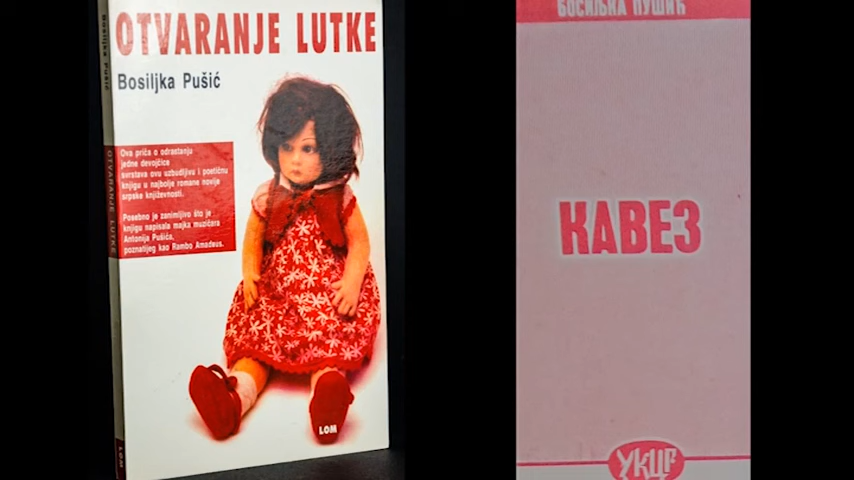 OTVARANJE LUTKE
Bosiljka Pušić
Ova priča o odrastanju
jedne devojčice
svrstava ovu uzbudljivu i poetičnu
knjigu u najbolje romane novije
srpske književnosti.
Posebno je zanimljivo što je
knjigu napisala majka muzičara
Antonija Pušića,
poznatijeg kao Rambo Amadeus.
LOM
Bosiljka Pušić
OTVARANJE LUTKE
LOM
БОСИЉКА ПУШИЋ
КАВЕЗ
УКЦГ